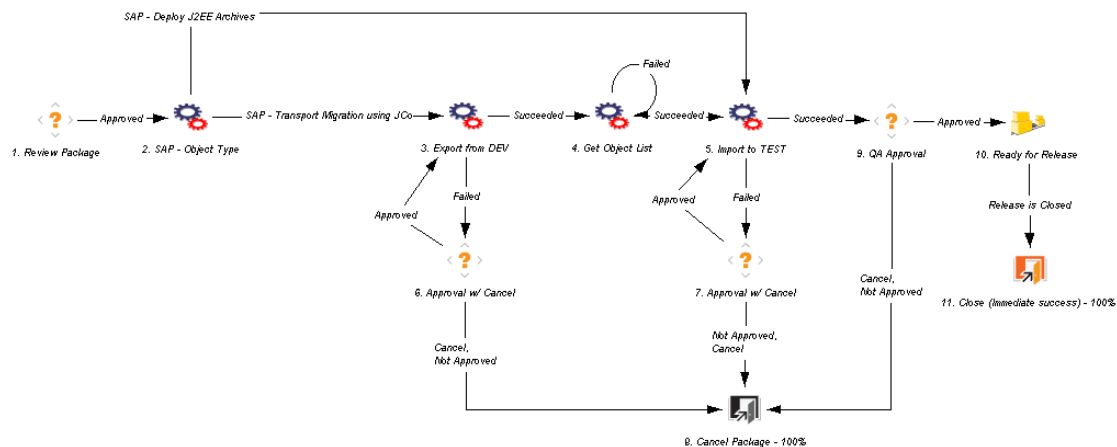 SAP - Deploy J2EE Archives
Failed
Approved
SAP - Transport Migration using JCo
Succeeded
Succeeded
Succeeded
Approved
1. Review Package
2. SAP - Object Type
3. Export from DEV
4. Get Object List
5. Import to TEST
9. QA Approval
10. Ready for Release
Approved
Failed
Approved
Failed
Release is Closed
6. Approval w/ Cancel
7. Approval w/ Cancel
Cancel,
Not Approved
11. Close (Immediate success) - 100%
Cancel,
Not Approved
Not Approved,
Cancel
8. Cancel Package - 100%